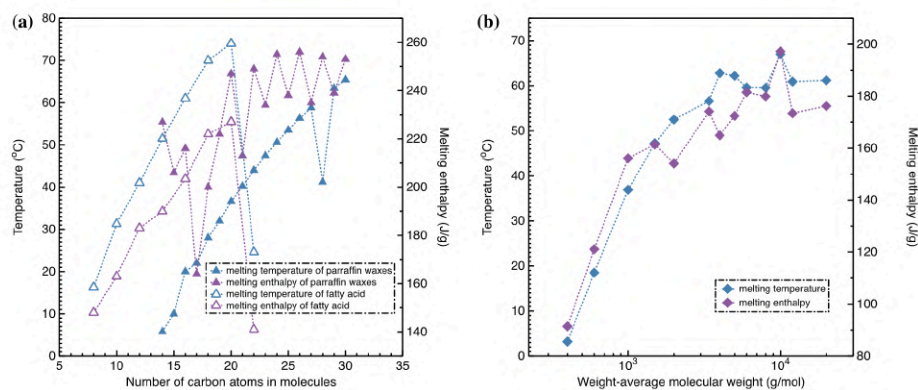 (a)
80
70
60
50
40
30
20
10
0
Temperature (°C)
5
10
15
20
25
30
35
Number of carbon atoms in molecules
260
240
220
200
180
160
140
Melting enthalpy (J/g)
melting temperature of parraffin waxes
melting enthalpy of parraffin waxes
melting temperature of fatty acid
melting enthalpy of fatty acid
(b)
70
60
50
40
30
20
10
0
Temperature (°C)
10³
10⁴
Weight-average molecular weight (g/mol)
200
180
160
140
120
100
80
Melting enthalpy (J/g)
melting temperature
melting enthalpy